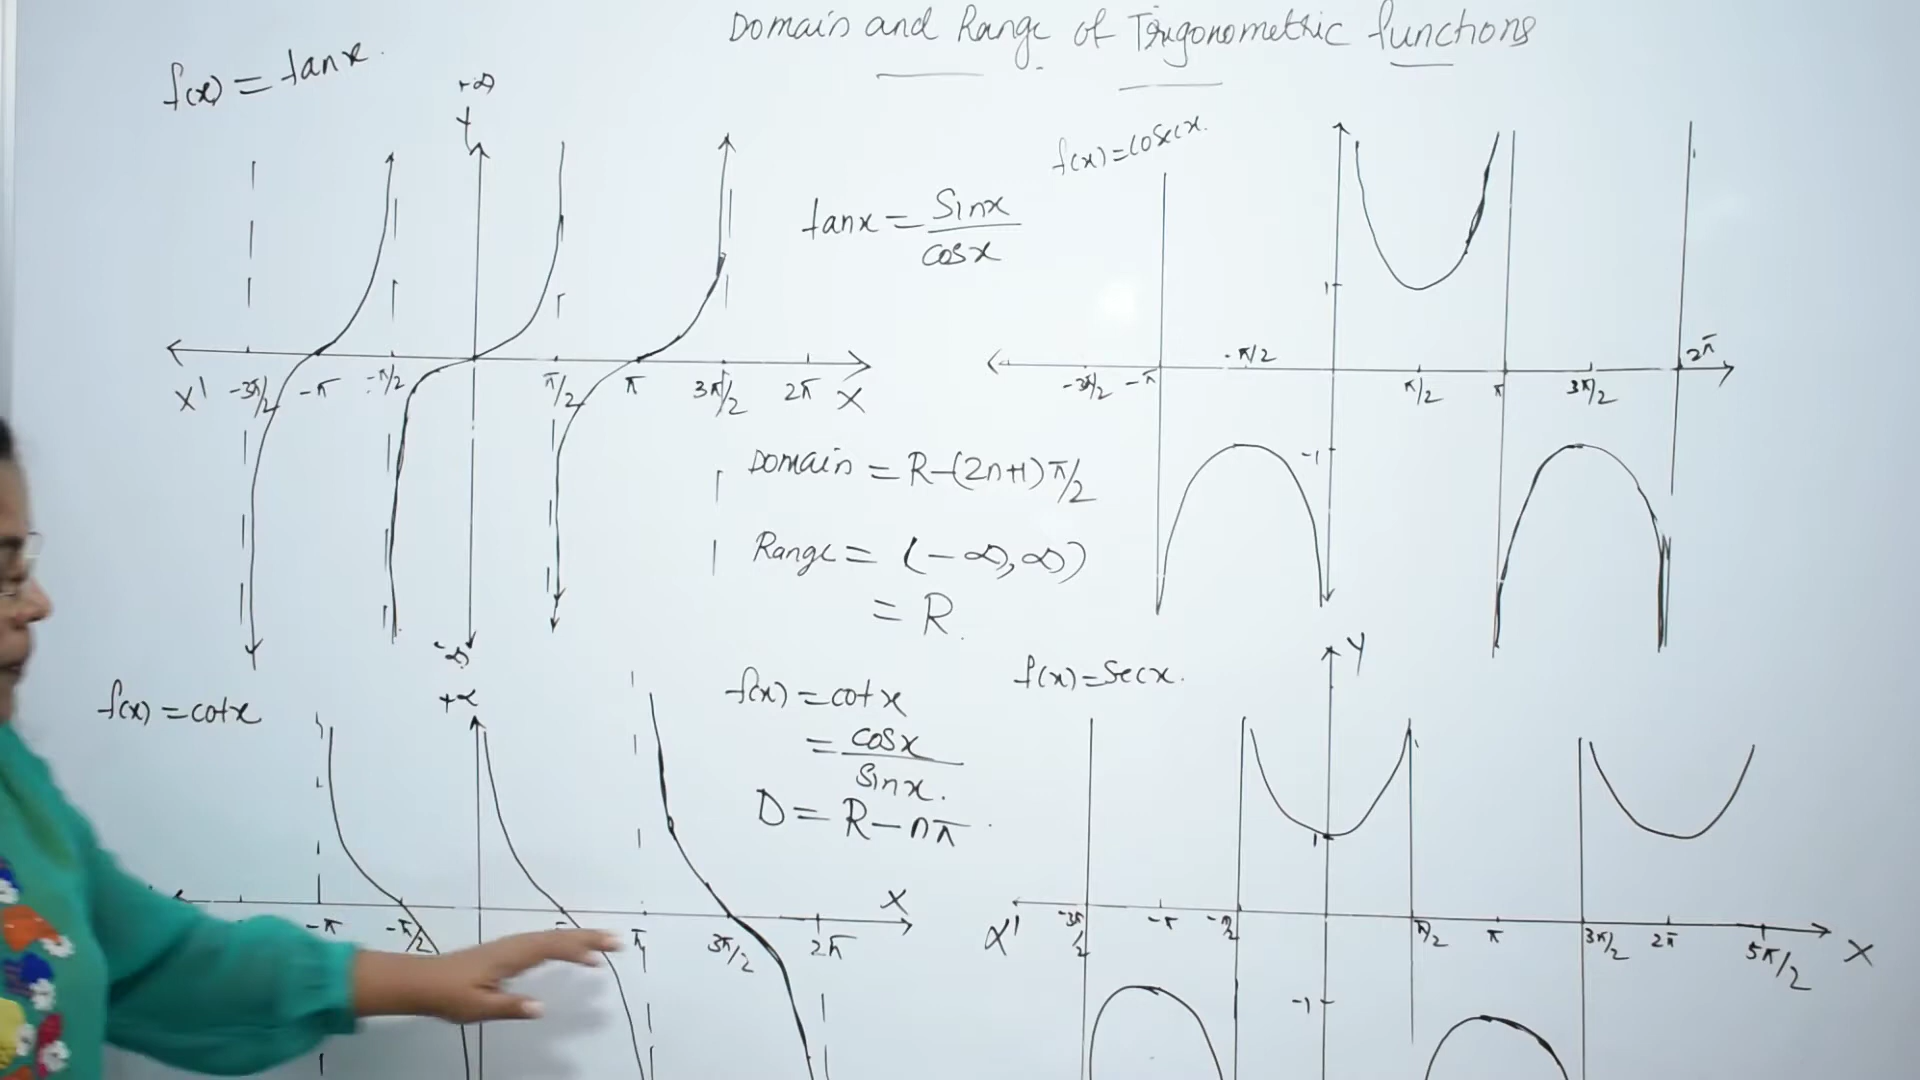 Domain and Range of Trigonometric functions
f(x) = tanx.
+∞
Y
tanx = Sinx
cosx
X' -3π/2 -π -π/2 π/2 π 3π/2 2π X
Domain = R-(2n+1)π/2
Range = (-∞,∞)
= R.
-∞
f(x)=cosecx.
1
-3π/2 -π -π/2 π/2 π 3π/2 2π
-1
f(x) = cotx
+∝
f(x) = cotx
= cosx
Sinx.
D = R-nπ.
-π -π/2 π 3π/2 2π X
f(x)=Secx.
Y
1
X' -3π/2 -π -π/2 π/2 π 3π/2 2π 5π/2 X
-1